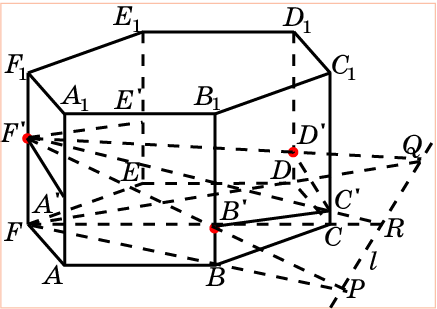 E₁ D₁
F₁ C₁
A₁ E' B₁
F' D' Q
E D
A' B' C'
F C R
l
A B P